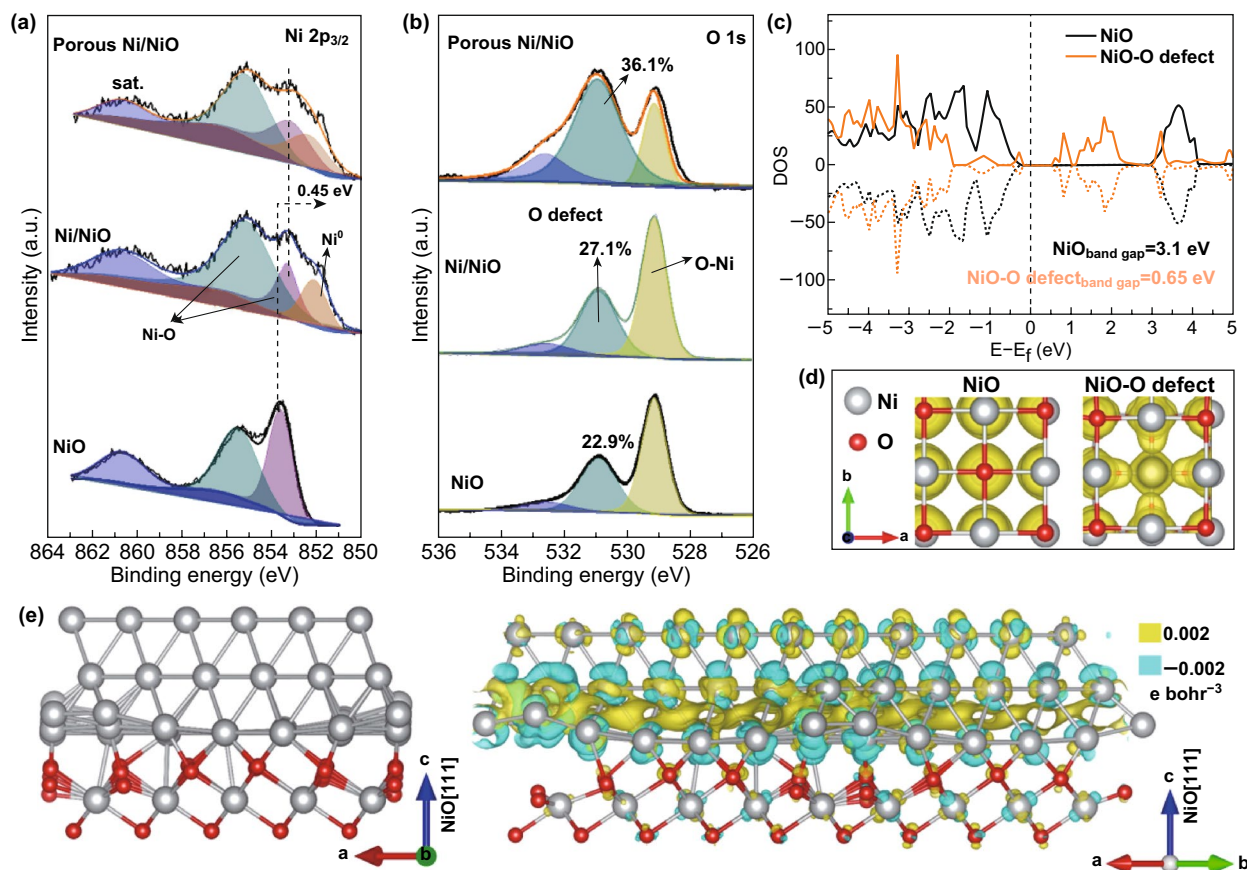 (a)
Porous Ni/NiO
Ni 2p3/2
sat.
0.45 eV
Ni/NiO
Ni0
Ni-O
NiO
Intensity (a.u.)
864 862 860 858 856 854 852 850
Binding energy (eV)
(b)
Porous Ni/NiO
O 1s
36.1%
O defect
27.1%
Ni/NiO
O-Ni
22.9%
NiO
Intensity (a.u.)
536 534 532 530 528 526
Binding energy (eV)
(c)
NiO
NiO-O defect
100
50
0
−50
−100
DOS
NiOband gap=3.1 eV
NiO-O defectband gap=0.65 eV
−5 −4 −3 −2 −1 0 1 2 3 4 5
E−Ef (eV)
(d)
NiO
NiO-O defect
Ni
O
b
c
a
(e)
c
NiO[111]
a
b
0.002
−0.002
e bohr−3
c
NiO[111]
a
b